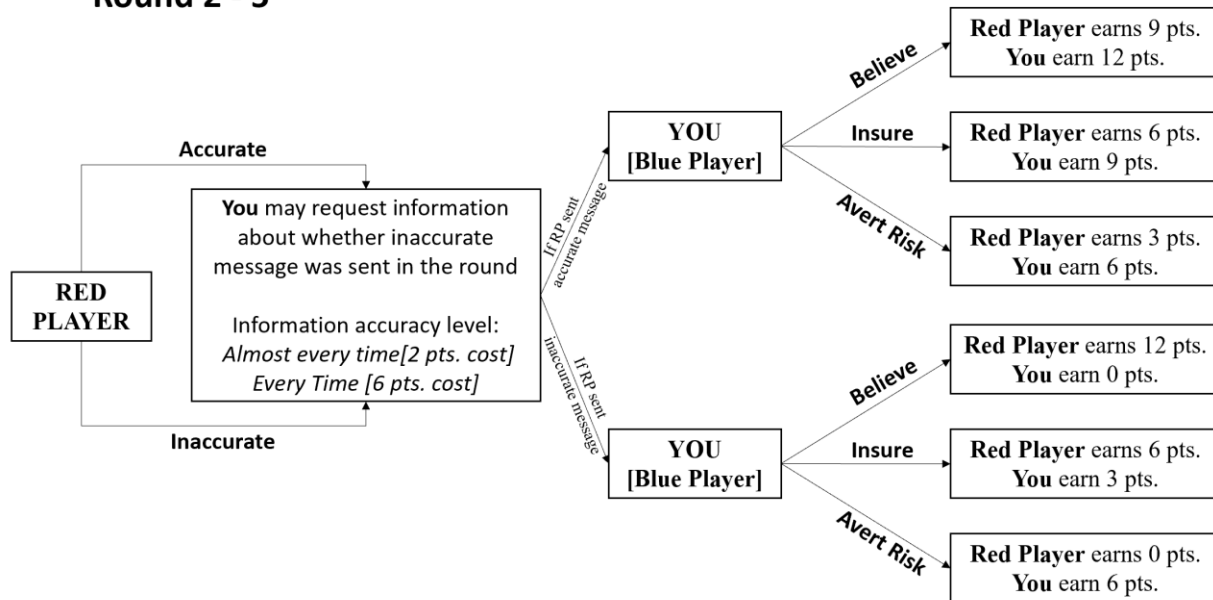 Round 2 - 5
Accurate
RED
PLAYER
Inaccurate
You may request information
about whether inaccurate
message was sent in the round
Information accuracy level:
Almost every time[2 pts. cost]
Every Time [6 pts. cost]
If RP sent
accurate message
If RP sent
inaccurate message
YOU
[Blue Player]
Believe
Insure
Avert Risk
Red Player earns 9 pts.
You earn 12 pts.
Red Player earns 6 pts.
You earn 9 pts.
Red Player earns 3 pts.
You earn 6 pts.
YOU
[Blue Player]
Believe
Insure
Avert Risk
Red Player earns 12 pts.
You earn 0 pts.
Red Player earns 6 pts.
You earn 3 pts.
Red Player earns 0 pts.
You earn 6 pts.